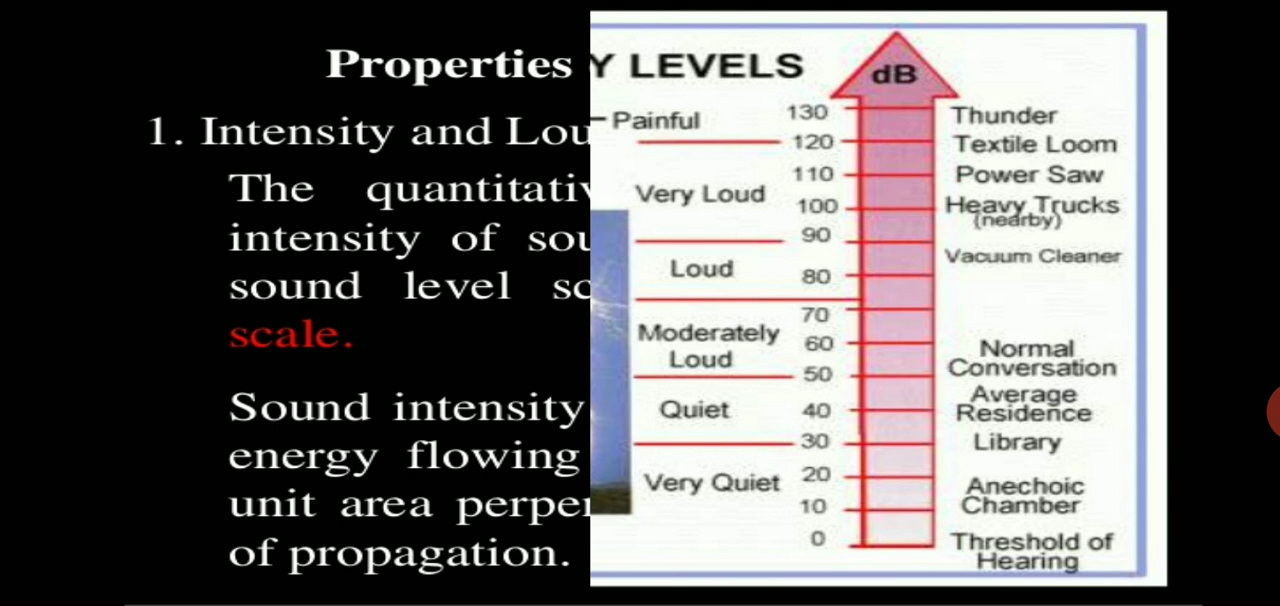 Properties
1. Intensity and Lou
The quantitativ
intensity of sou
sound level sc
scale.
Sound intensity
energy flowing
unit area perpen
of propagation.
Y LEVELS
dB
Painful
Very Loud
Loud
Moderately
Loud
Quiet
Very Quiet
130
120
110
100
90
80
70
60
50
40
30
20
10
0
Thunder
Textile Loom
Power Saw
Heavy Trucks
(nearby)
Vacuum Cleaner
Normal
Conversation
Average
Residence
Library
Anechoic
Chamber
Threshold of
Hearing